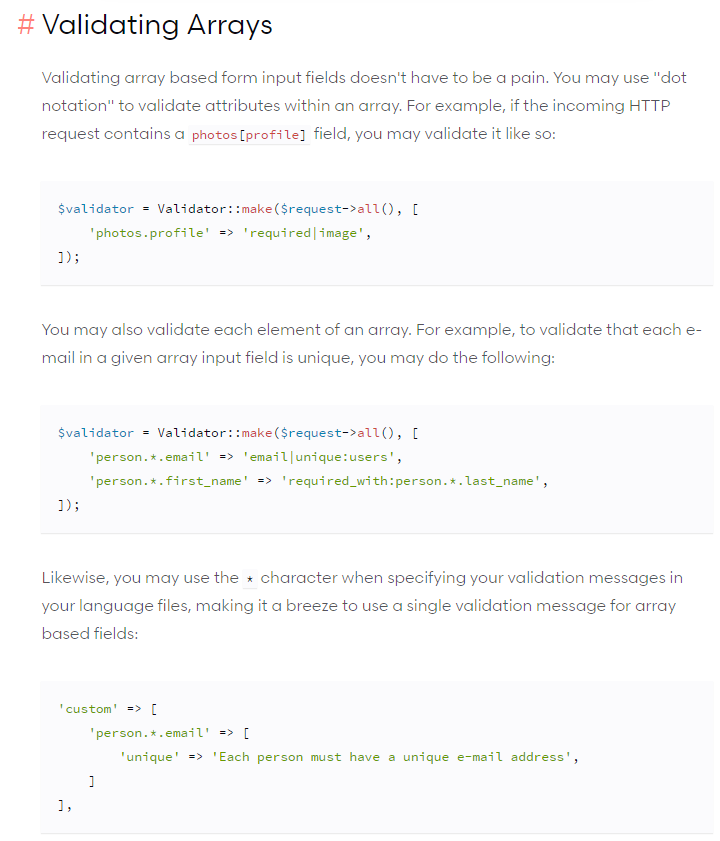 # Validating Arrays
Validating array based form input fields doesn't have to be a pain. You may use "dot
notation" to validate attributes within an array. For example, if the incoming HTTP
request contains a photos[profile] field, you may validate it like so:
$validator = Validator::make($request->all(), [
    'photos.profile' => 'required|image',
]);
You may also validate each element of an array. For example, to validate that each e-
mail in a given array input field is unique, you may do the following:
$validator = Validator::make($request->all(), [
    'person.*.email' => 'email|unique:users',
    'person.*.first_name' => 'required_with:person.*.last_name',
]);
Likewise, you may use the * character when specifying your validation messages in
your language files, making it a breeze to use a single validation message for array
based fields:
'custom' => [
    'person.*.email' => [
        'unique' => 'Each person must have a unique e-mail address',
    ]
],